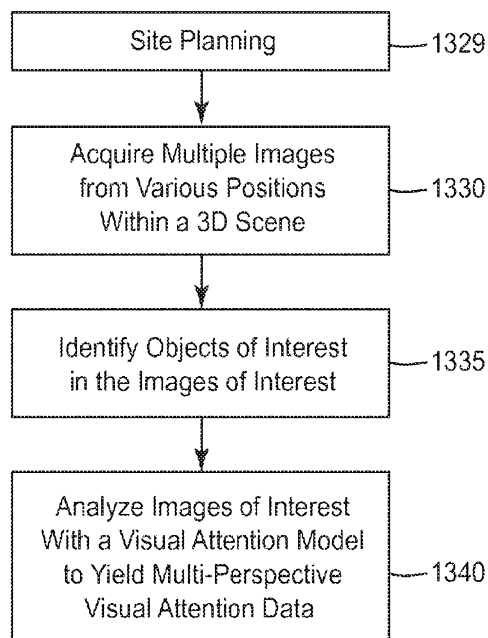 Site Planning
1329
Acquire Multiple Images
from Various Positions
Within a 3D Scene
1330
Identify Objects of Interest
in the Images of Interest
1335
Analyze Images of Interest
With a Visual Attention Model
to Yield Multi-Perspective
Visual Attention Data
1340